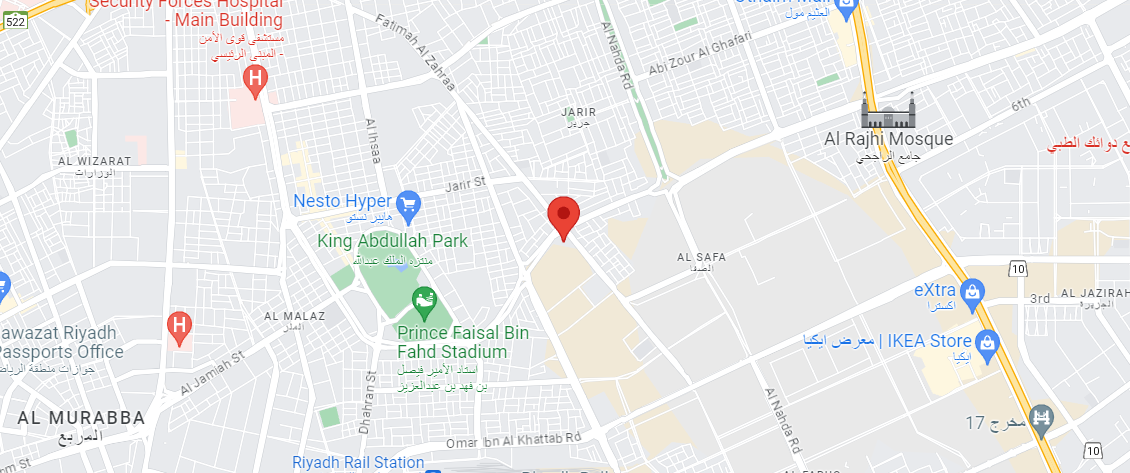 522
Security Forces Hospital
- Main Building
مستشفى قوى الأمن
- المبنى الرئيسي
H
Fatimah Al Zahraa
Al Nahda Rd
Abi Zour Al Ghafari
Othaim Mall
العثيم مول
JARIR
جرير
6th
Al Rajhi Mosque
جامع الراجحي
ع دوائك الطبي
AL WIZARAT
الوزارات
Al Ihsaa
Jarir St
Nesto Hyper
هايبر نستو
King Abdullah Park
منتزه الملك عبدالله
AL SAFA
الصفا
10
eXtra
اكسترا
3rd
AL JAZIRAH
الجزيرة
AL MALAZ
الملز
H
awazat Riyadh
Passports Office
جوازات منطقة الرياض
Prince Faisal Bin
Fahd Stadium
استاد الأمير فيصل
بن فهد بن عبدالعزيز
IKEA Store | معرض ايكيا
ايكيا
Al Jamiah St
Dhahran St
Al Nahda Rd
AL MURABBA
المربع
مخرج 17
Omar Ibn Al Khattab Rd
10
Riyadh Rail Station
m St